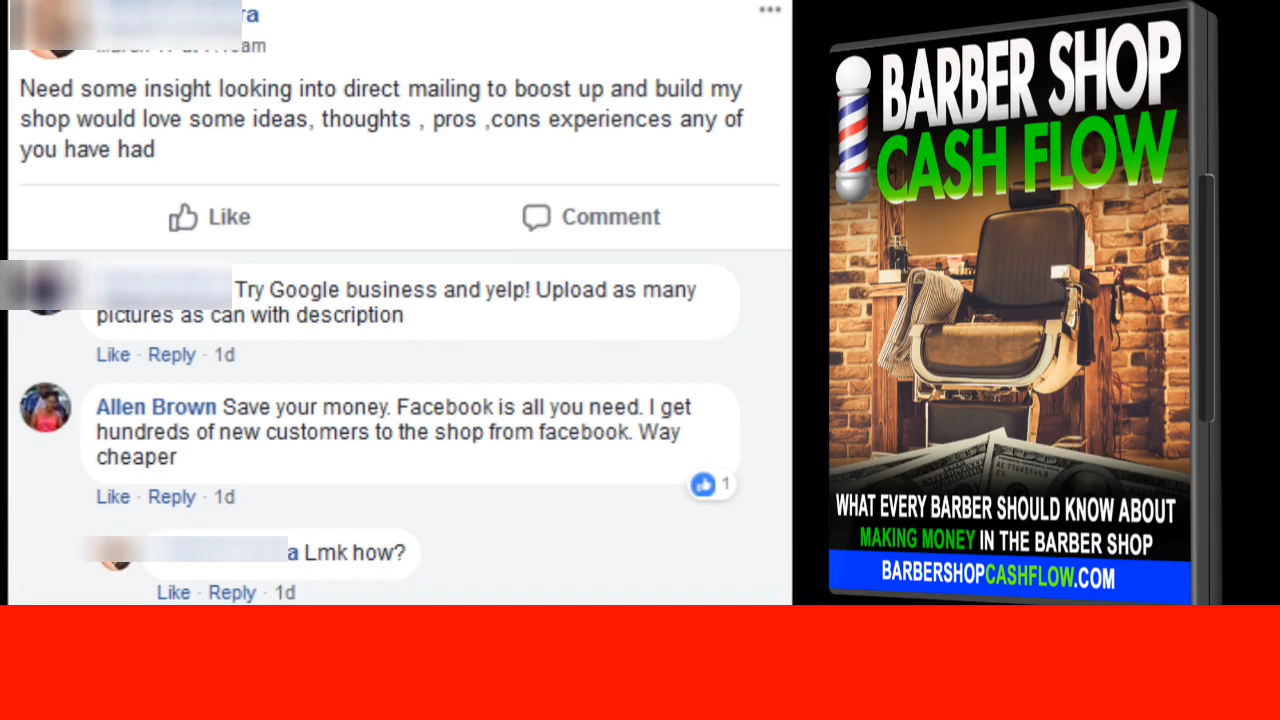 ra
Need some insight looking into direct mailing to boost up and build my
shop would love some ideas, thoughts , pros ,cons experiences any of
you have had
Like Comment
Try Google business and yelp! Upload as many
pictures as can with description
Like · Reply · 1d
Allen Brown Save your money. Facebook is all you need. I get
hundreds of new customers to the shop from facebook. Way
cheaper
1
Like · Reply · 1d
a Lmk how?
Like · Reply · 1d
BARBER SHOP
CASH FLOW
WHAT EVERY BARBER SHOULD KNOW ABOUT
MAKING MONEY IN THE BARBER SHOP
BARBERSHOPCASHFLOW.COM